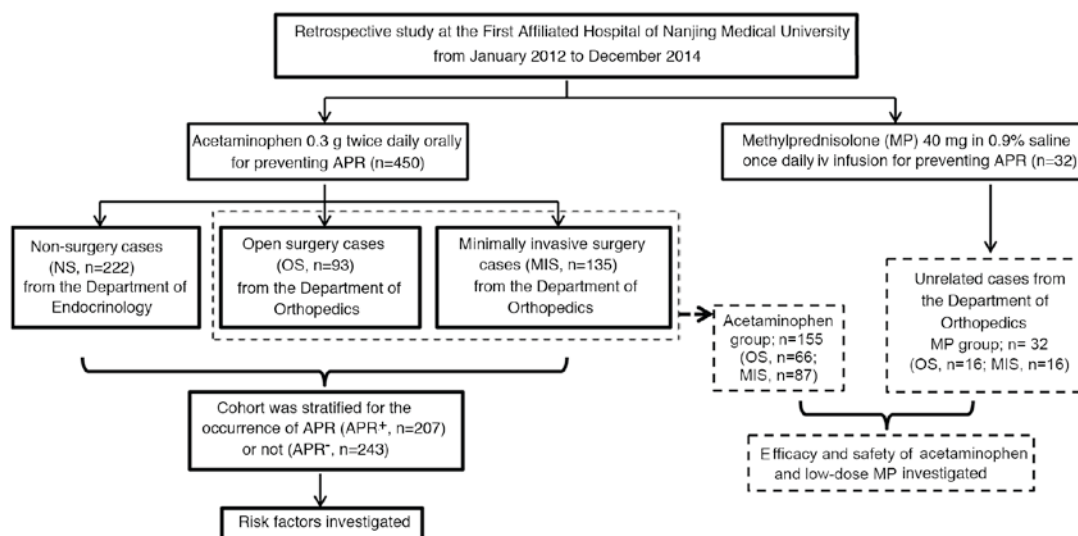 Retrospective study at the First Affiliated Hospital of Nanjing Medical University
from January 2012 to December 2014
Acetaminophen 0.3 g twice daily orally
for preventing APR (n=450)
Methylprednisolone (MP) 40 mg in 0.9% saline
once daily iv infusion for preventing APR (n=32)
Non-surgery cases
(NS, n=222)
from the Department of
Endocrinology
Open surgery cases
(OS, n=93)
from the Department of
Orthopedics
Minimally invasive surgery
cases (MIS, n=135)
from the Department of
Orthopedics
Acetaminophen
group; n=155
(OS, n=66;
MIS, n=87)
Unrelated cases from
the Department of
Orthopedics
MP group; n= 32
(OS, n=16; MIS, n=16)
Cohort was stratified for the
occurrence of APR (APR⁺, n=207)
or not (APR⁻, n=243)
Efficacy and safety of acetaminophen
and low-dose MP investigated
Risk factors investigated